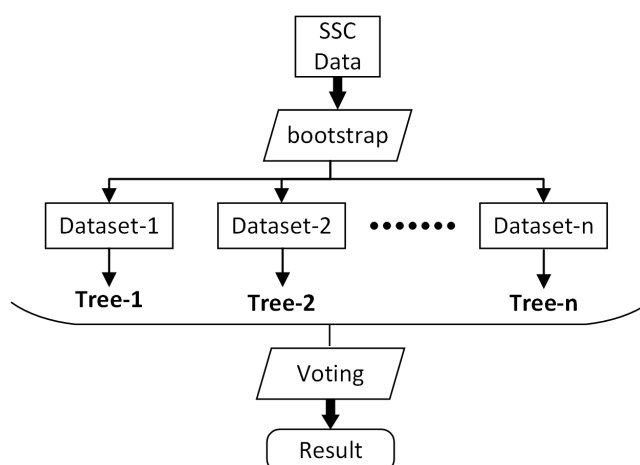 SSC
Data
bootstrap
Dataset-1
Dataset-2
Dataset-n
Tree-1
Tree-2
Tree-n
Voting
Result